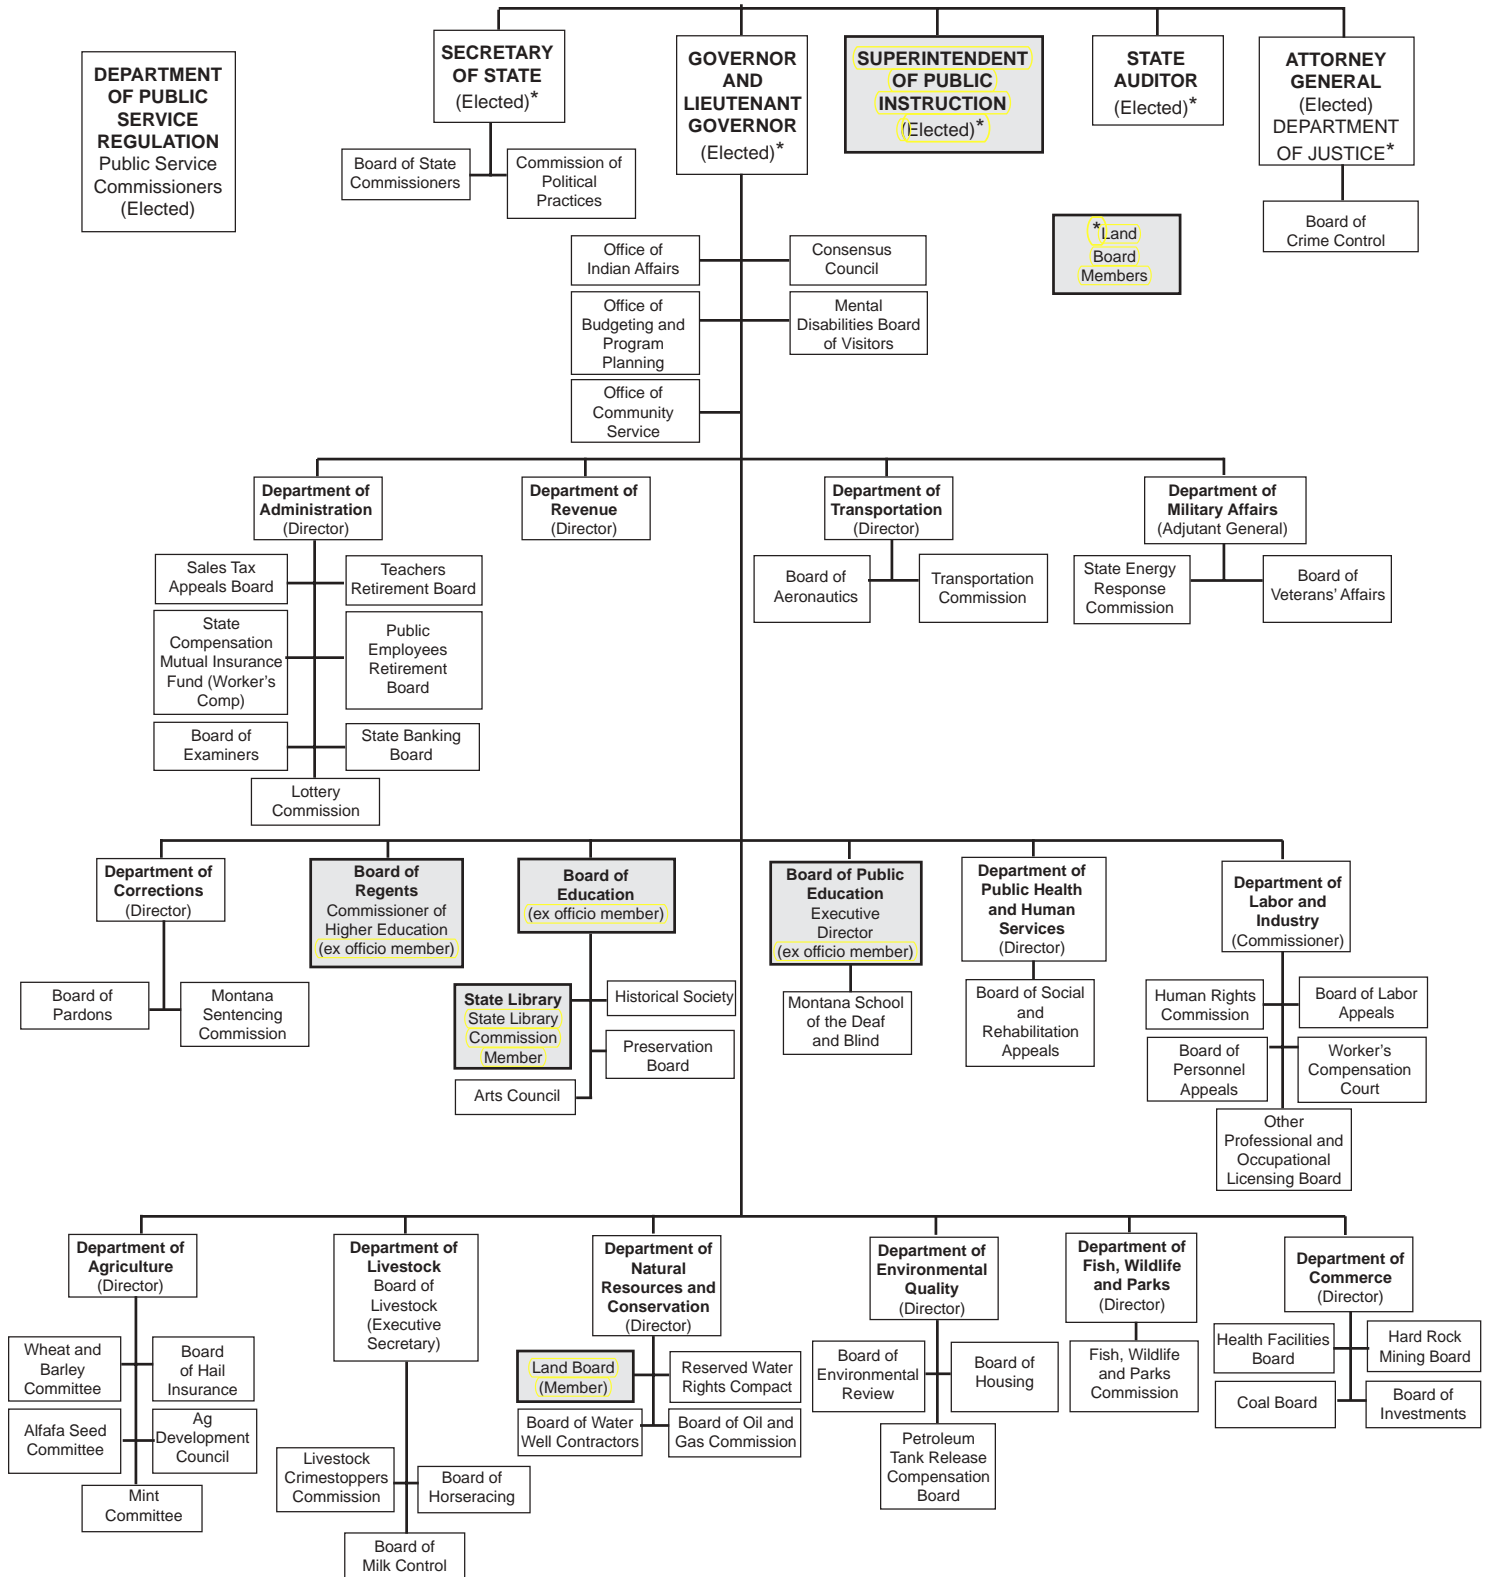 DEPARTMENT
OF PUBLIC
SERVICE
REGULATION
Public Service
Commissioners
(Elected)
SECRETARY
OF STATE
(Elected)*
GOVERNOR
AND
LIEUTENANT
GOVERNOR
(Elected)*
SUPERINTENDENT
OF PUBLIC
INSTRUCTION
(Elected)*
STATE
AUDITOR
(Elected)*
ATTORNEY
GENERAL
(Elected)
DEPARTMENT
OF JUSTICE*
Board of State
Commissioners
Commission of
Political
Practices
*Land
Board
Members
Board of
Crime Control
Office of
Indian Affairs
Consensus
Council
Office of
Budgeting and
Program
Planning
Mental
Disabilities Board
of Visitors
Office of
Community
Service
Department of
Administration
(Director)
Department of
Revenue
(Director)
Department of
Transportation
(Director)
Department of
Military Affairs
(Adjutant General)
Sales Tax
Appeals Board
Teachers
Retirement Board
State
Compensation
Mutual Insurance
Fund (Worker's
Comp)
Public
Employees
Retirement
Board
Board of
Examiners
State Banking
Board
Lottery
Commission
Board of
Aeronautics
Transportation
Commission
State Energy
Response
Commission
Board of
Veterans' Affairs
Department of
Corrections
(Director)
Board of
Regents
Commissioner of
Higher Education
(ex officio member)
Board of
Education
(ex officio member)
Board of Public
Education
Executive
Director
(ex officio member)
Department of
Public Health
and Human
Services
(Director)
Department of
Labor and
Industry
(Commissioner)
Board of
Pardons
Montana
Sentencing
Commission
State Library
State Library
Commission
Member
Historical Society
Preservation
Board
Arts Council
Montana School
of the Deaf
and Blind
Board of Social
and
Rehabilitation
Appeals
Human Rights
Commission
Board of Labor
Appeals
Board of
Personnel
Appeals
Worker's
Compensation
Court
Other
Professional and
Occupational
Licensing Board
Department of
Agriculture
(Director)
Department of
Livestock
Board of
Livestock
(Executive
Secretary)
Department of
Natural
Resources and
Conservation
(Director)
Department of
Environmental
Quality
(Director)
Department of
Fish, Wildlife
and Parks
(Director)
Department of
Commerce
(Director)
Wheat and
Barley
Committee
Board
of Hail
Insurance
Alfafa Seed
Committee
Ag
Development
Council
Mint
Committee
Livestock
Crimestoppers
Commission
Board of
Horseracing
Board of
Milk Control
Land Board
(Member)
Reserved Water
Rights Compact
Board of Water
Well Contractors
Board of Oil and
Gas Commission
Board of
Environmental
Review
Board of
Housing
Petroleum
Tank Release
Compensation
Board
Fish, Wildlife
and Parks
Commission
Health Facilities
Board
Hard Rock
Mining Board
Coal Board
Board of
Investments